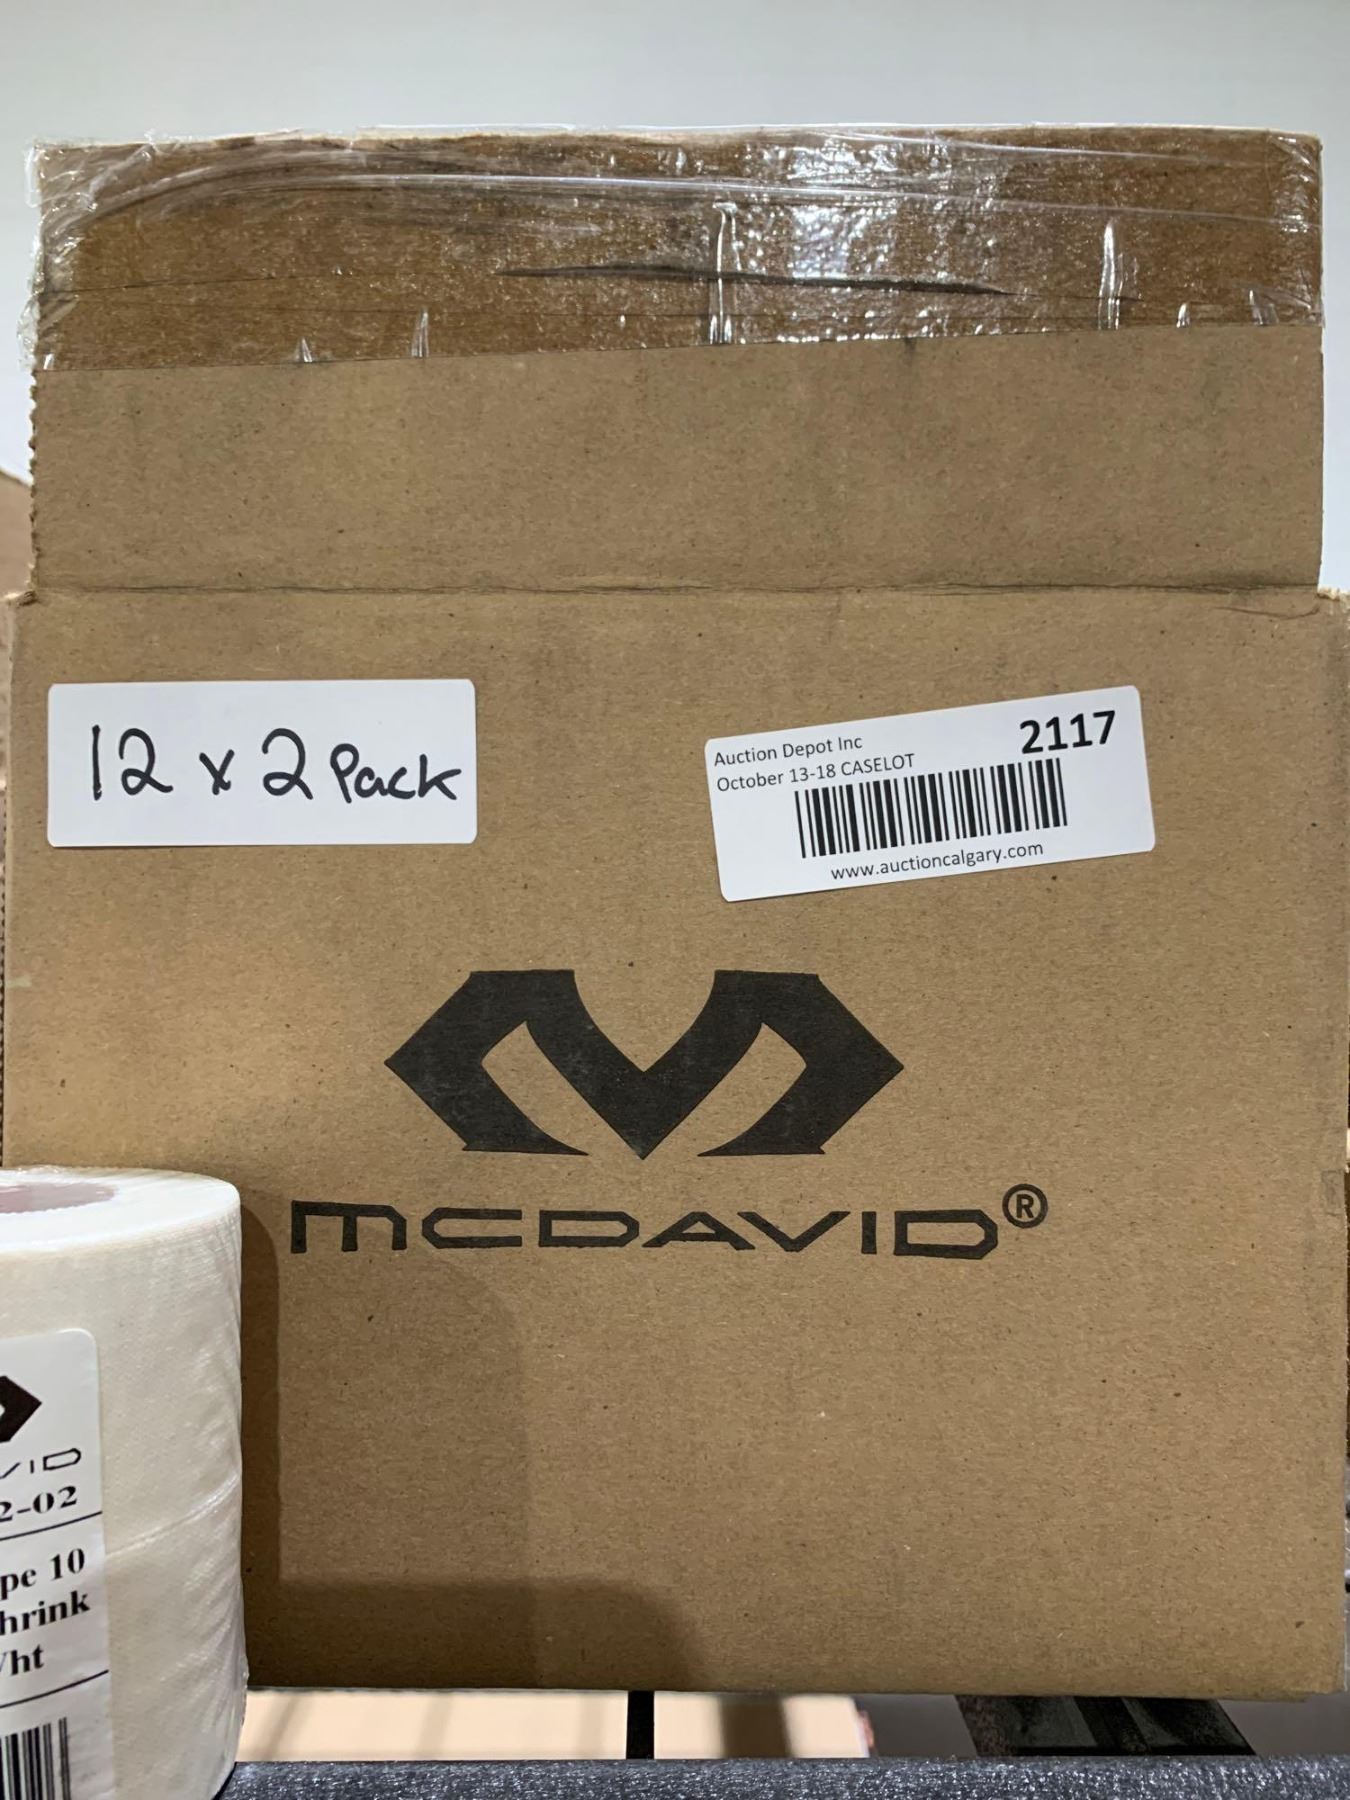 12 x 2 Pack
Auction Depot Inc
2117
October 13-18 CASELOT
www.auctioncalgary.com
MCDAVID®
VID
2-02
pe 10
hrink
ht